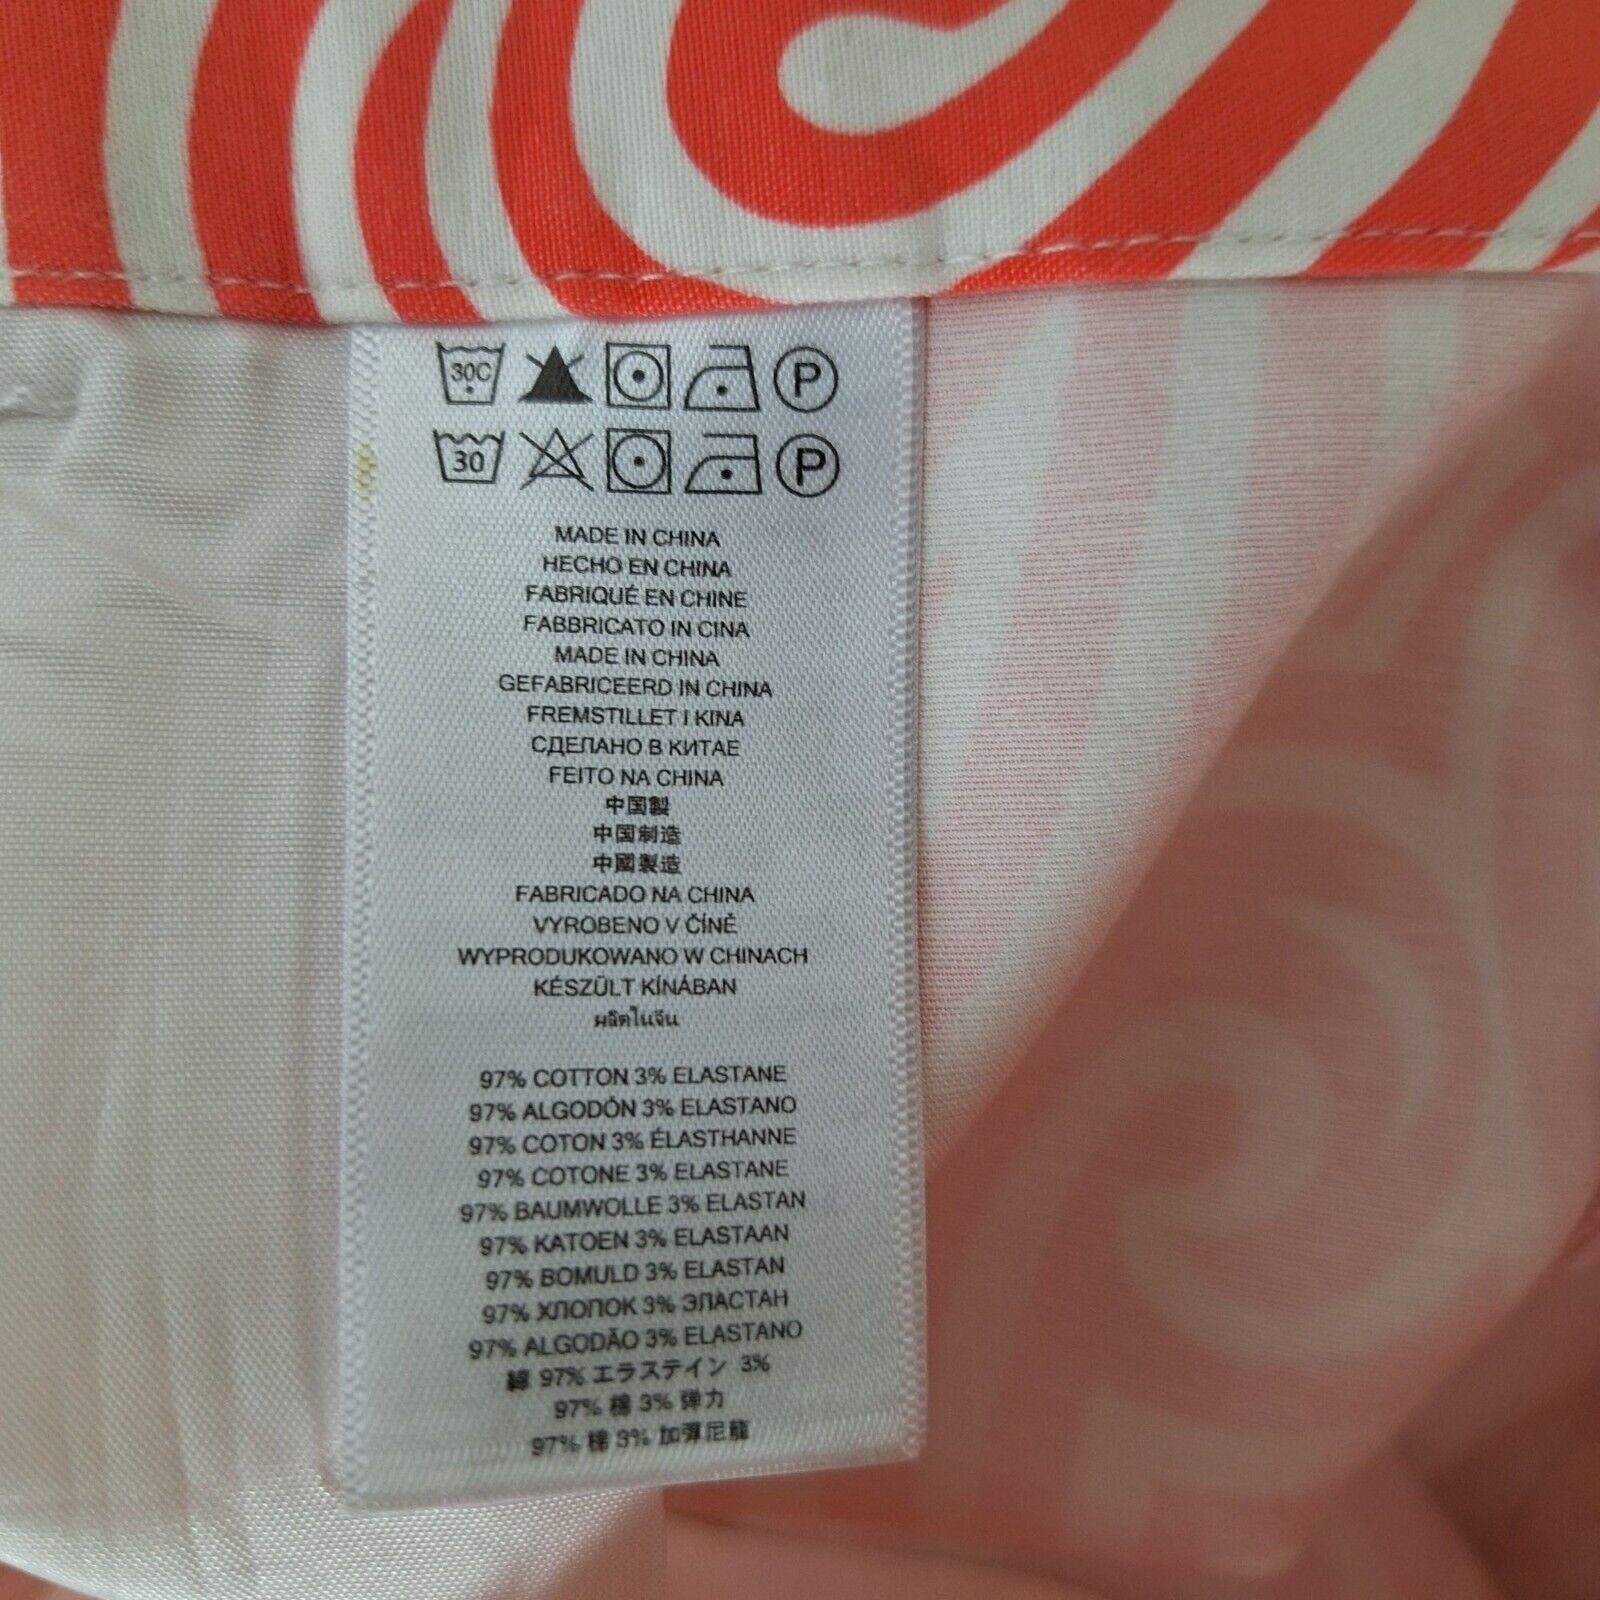 30C P
30 P
MADE IN CHINA
HECHO EN CHINA
FABRIQUÉ EN CHINE
FABBRICATO IN CINA
MADE IN CHINA
GEFABRICEERD IN CHINA
FREMSTILLET I KINA
СДЕЛАНО В КИТАЕ
FEITO NA CHINA
中国製
中国制造
中國製造
FABRICADO NA CHINA
VYROBENO V ČÍNĚ
WYPRODUKOWANO W CHINACH
KÉSZÜLT KÍNÁBAN
ผลิตในจีน
97% COTTON 3% ELASTANE
97% ALGODÓN 3% ELASTANO
97% COTON 3% ÉLASTHANNE
97% COTONE 3% ELASTANE
97% BAUMWOLLE 3% ELASTAN
97% KATOEN 3% ELASTAAN
97% BOMULD 3% ELASTAN
97% ХЛОПОК 3% ЭЛАСТАН
97% ALGODÃO 3% ELASTANO
綿 97% エラステイン 3%
97% 棉 3% 弹力
97% 棉 3% 加彈尼龍